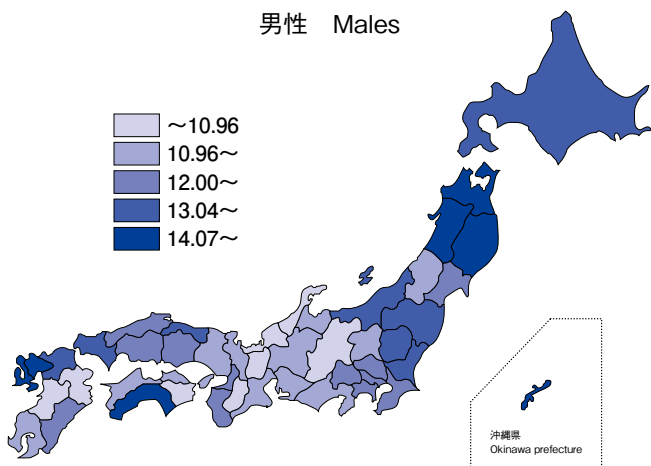 男性　Males
～10.96
10.96～
12.00～
13.04～
14.07～
沖縄県
Okinawa prefecture